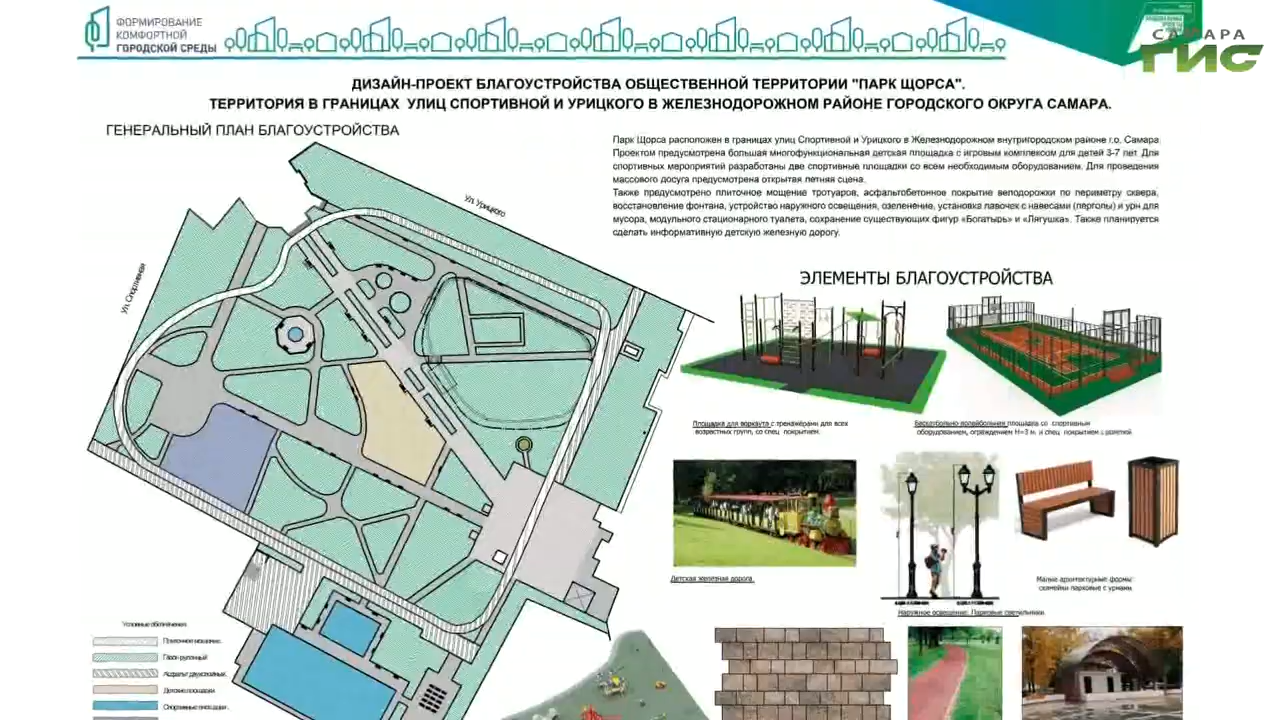 ФОРМИРОВАНИЕ
КОМФОРТНОЙ
ГОРОДСКОЙ СРЕДЫ
САМАРА
ГИС
ДИЗАЙН-ПРОЕКТ БЛАГОУСТРОЙСТВА ОБЩЕСТВЕННОЙ ТЕРРИТОРИИ "ПАРК ЩОРСА".
ТЕРРИТОРИЯ В ГРАНИЦАХ УЛИЦ СПОРТИВНОЙ И УРИЦКОГО В ЖЕЛЕЗНОДОРОЖНОМ РАЙОНЕ ГОРОДСКОГО ОКРУГА САМАРА.
ГЕНЕРАЛЬНЫЙ ПЛАН БЛАГОУСТРОЙСТВА
Парк Щорса расположен в границах улиц Спортивной и Урицкого в Железнодорожном внутригородском районе г.о. Самара
Проектом предусмотрена большая многофункциональная детская площадка с игровым комплексом для детей 3-7 лет. Для
спортивных мероприятий разработаны две спортивные площадки со всем необходимым оборудованием. Для проведения
массового досуга предусмотрена открытая летняя сцена.
Также предусмотрено плиточное мощение тротуаров, асфальтобетонное покрытие велодорожки по периметру сквера,
восстановление фонтана, устройство наружного освещения, озеленение, установка лавочек с навесами (перголы) и урн для
мусора, модульного стационарного туалета, сохранение существующих фигур «Богатырь» и «Лягушка». Также планируется
сделать информативную детскую железную дорогу.
Ул. Урицкого
Ул. Спортивная
ЭЛЕМЕНТЫ БЛАГОУСТРОЙСТВА
Площадка для воркаута с тренажёрами для всех
возрастных групп, со спец. покрытием.
Баскетбольно-волейбольная площадка со спортивным
оборудованием, ограждением H=3 м. и спец. покрытием с разметкой
Детская железная дорога.
Наружное освещение. Парковые светильники.
Малые архитектурные формы:
скамейки парковые с урнами.
Условные обозначения:
Плиточное мощение.
Газон рулонный
Асфальт двухслойный.
Детские площадки
Спортивные площадки.